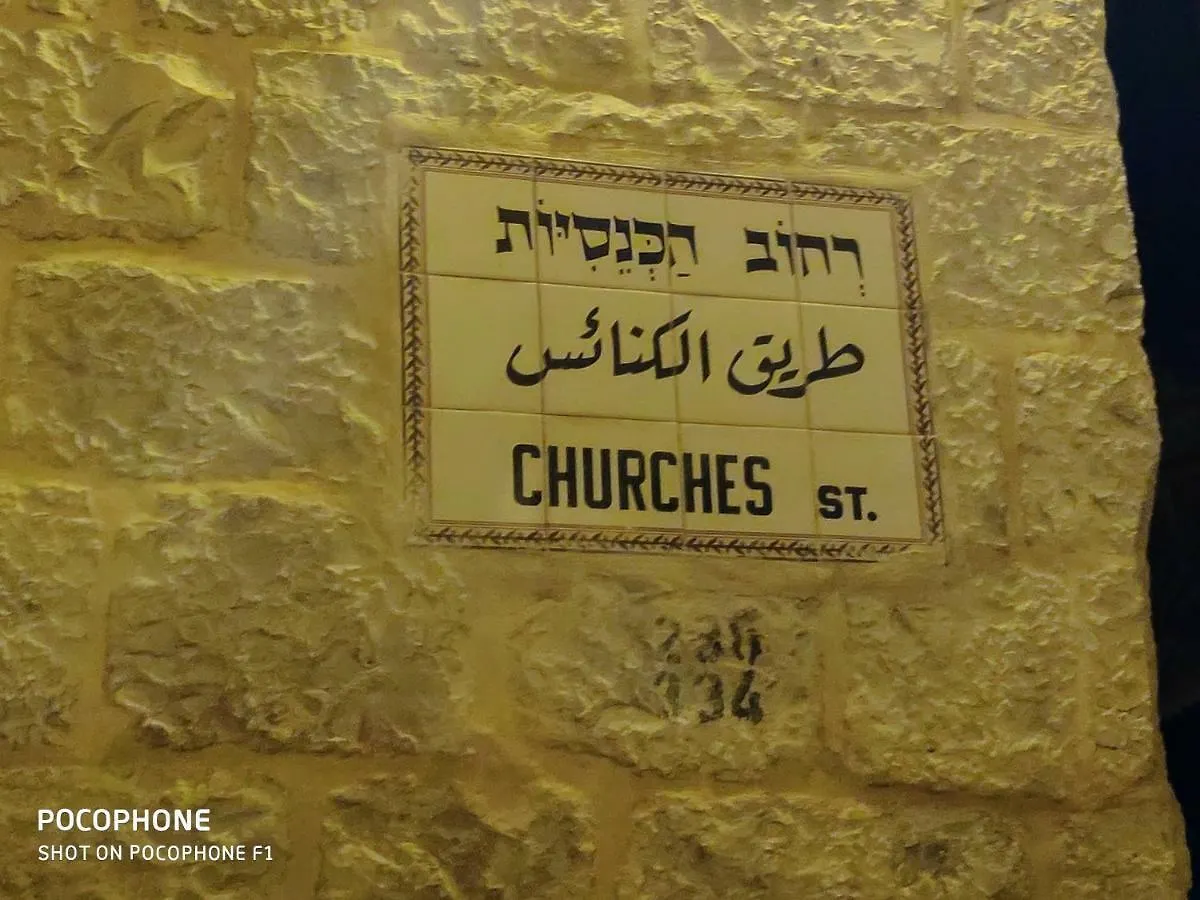 רְחוֹב הַכְּנֵסִיּוֹת
طريق الكنائس
CHURCHES ST.
POCOPHONE
SHOT ON POCOPHONE F1